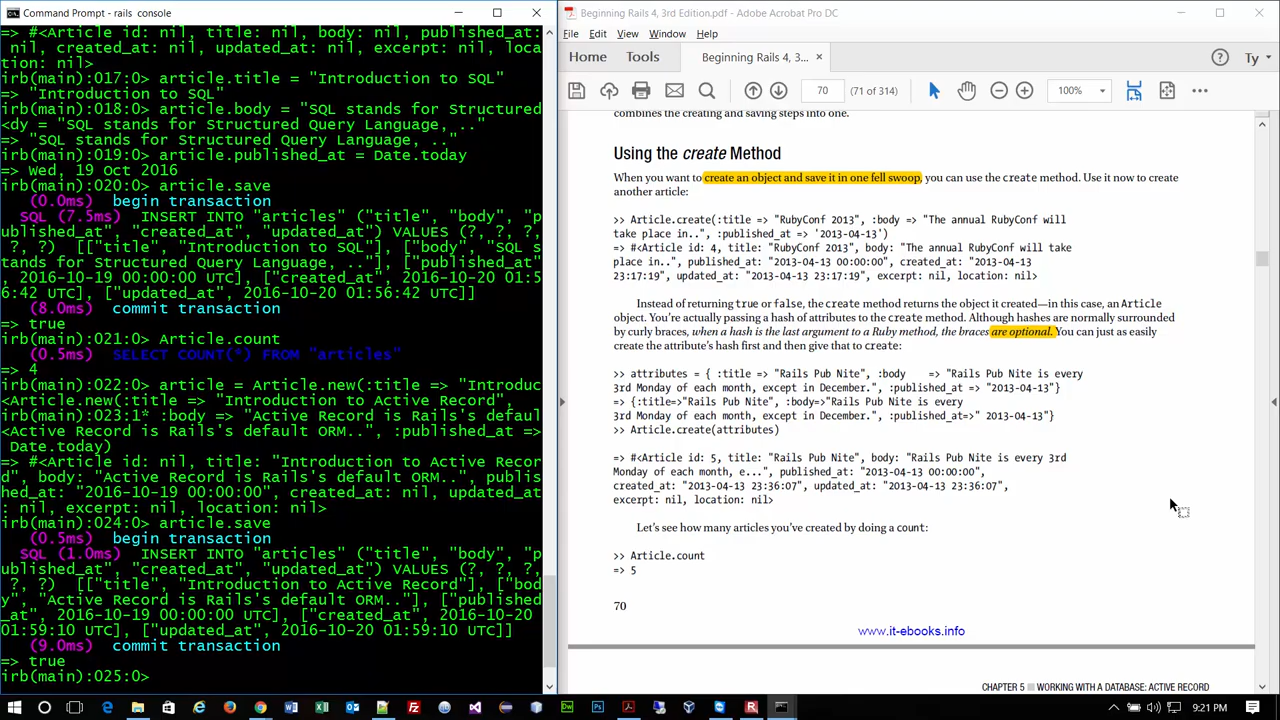 Command Prompt - rails  console
=> #<Article id: nil, title: nil, body: nil, published_at:
 nil, created_at: nil, updated_at: nil, excerpt: nil, loca
tion: nil>
irb(main):017:0> article.title = "Introduction to SQL"
=> "Introduction to SQL"
irb(main):018:0> article.body = "SQL stands for Structured
<dy = "SQL stands for Structured Query Language, .."
=> "SQL stands for Structured Query Language, .."
irb(main):019:0> article.published_at = Date.today
=> Wed, 19 Oct 2016
irb(main):020:0> article.save
   (0.0ms)  begin transaction
  SQL (7.5ms)  INSERT INTO "articles" ("title", "body", "p
ublished_at", "created_at", "updated_at") VALUES (?, ?, ?,
 ?, ?)  [["title", "Introduction to SQL"], ["body", "SQL s
tands for Structured Query Language, .."], ["published_at"
, 2016-10-19 00:00:00 UTC], ["created_at", 2016-10-20 01:5
6:42 UTC], ["updated_at", 2016-10-20 01:56:42 UTC]]
   (8.0ms)  commit transaction
=> true
irb(main):021:0> Article.count
   (0.5ms)  SELECT COUNT(*) FROM "articles"
=> 4
irb(main):022:0> article = Article.new(:title => "Introduc
<Article.new(:title => "Introduction to Active Record",
irb(main):023:1* :body => "Active Record is Rails's defaul
<Active Record is Rails's default ORM..", :published_at =>
 Date.today)
=> #<Article id: nil, title: "Introduction to Active Recor
d", body: "Active Record is Rails's default ORM..", publis
hed_at: "2016-10-19 00:00:00", created_at: nil, updated_at
: nil, excerpt: nil, location: nil>
irb(main):024:0> article.save
   (0.5ms)  begin transaction
  SQL (1.0ms)  INSERT INTO "articles" ("title", "body", "p
ublished_at", "created_at", "updated_at") VALUES (?, ?, ?,
 ?, ?)  [["title", "Introduction to Active Record"], ["bod
y", "Active Record is Rails's default ORM.."], ["published
_at", 2016-10-19 00:00:00 UTC], ["created_at", 2016-10-20
01:59:10 UTC], ["updated_at", 2016-10-20 01:59:10 UTC]]
   (9.0ms)  commit transaction
=> true
irb(main):025:0>
Beginning Rails 4, 3rd Edition.pdf - Adobe Acrobat Pro DC
File Edit View Window Help
Home Tools Beginning Rails 4, 3... × Ty
70 (71 of 314) 100%
combines the creating and saving steps into one.
Using the create Method
When you want to create an object and save it in one fell swoop, you can use the create method. Use it now to create
another article:
>> Article.create(:title => "RubyConf 2013", :body => "The annual RubyConf will
take place in..", :published_at => '2013-04-13')
=> #<Article id: 4, title: "RubyConf 2013", body: "The annual RubyConf will take
place in..", published_at: "2013-04-13 00:00:00", created_at: "2013-04-13
23:17:19", updated_at: "2013-04-13 23:17:19", excerpt: nil, location: nil>
Instead of returning true or false, the create method returns the object it created—in this case, an Article
object. You're actually passing a hash of attributes to the create method. Although hashes are normally surrounded
by curly braces, when a hash is the last argument to a Ruby method, the braces are optional. You can just as easily
create the attribute's hash first and then give that to create:
>> attributes = { :title => "Rails Pub Nite", :body    => "Rails Pub Nite is every
3rd Monday of each month, except in December.", :published_at => "2013-04-13"}
=> {:title=>"Rails Pub Nite", :body=>"Rails Pub Nite is every
3rd Monday of each month, except in December.", :published_at=>" 2013-04-13"}
>> Article.create(attributes)
=> #<Article id: 5, title: "Rails Pub Nite", body: "Rails Pub Nite is every 3rd
Monday of each month, e...", published_at: "2013-04-13 00:00:00",
created_at: "2013-04-13 23:36:07", updated_at: "2013-04-13 23:36:07",
excerpt: nil, location: nil>
Let's see how many articles you've created by doing a count:
>> Article.count
=> 5
70
www.it-ebooks.info
CHAPTER 5 ■ WORKING WITH A DATABASE: ACTIVE RECORD
9:21 PM